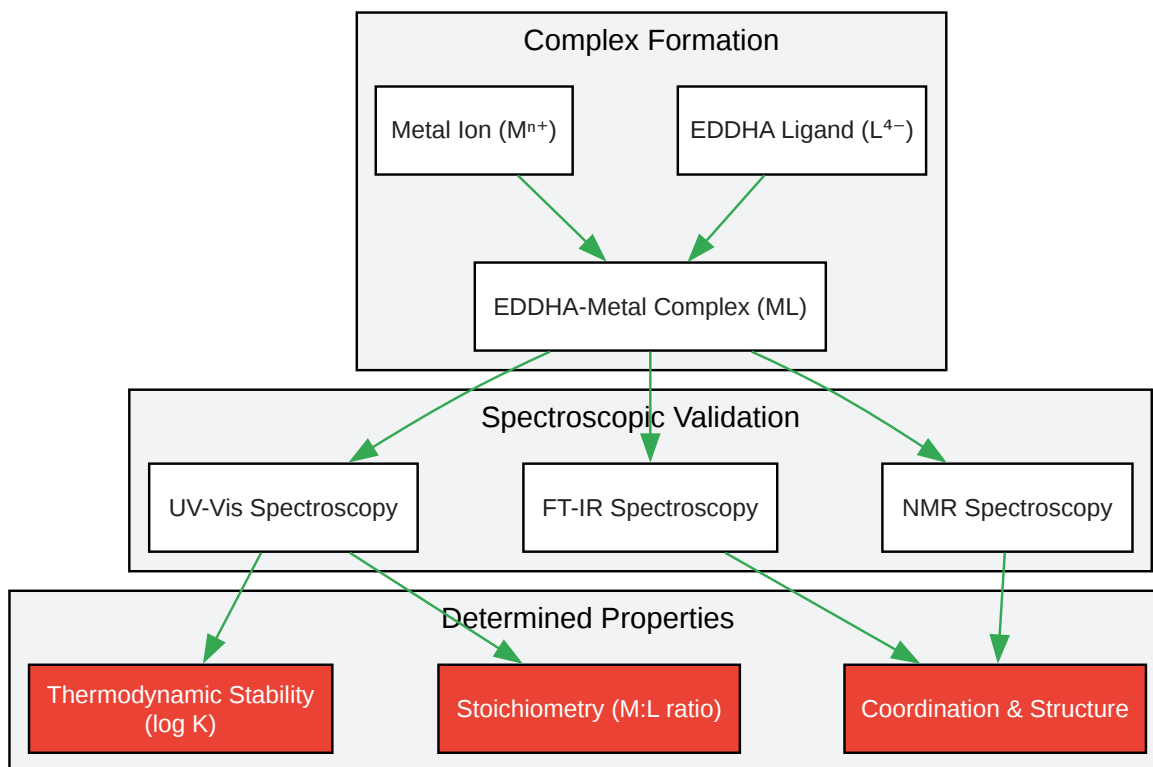 Complex Formation
Metal Ion (Mⁿ⁺)
EDDHA Ligand (L⁴⁻)
EDDHA-Metal Complex (ML)
Spectroscopic Validation
UV-Vis Spectroscopy
FT-IR Spectroscopy
NMR Spectroscopy
Determined Properties
Thermodynamic Stability
(log K)
Stoichiometry (M:L ratio)
Coordination & Structure